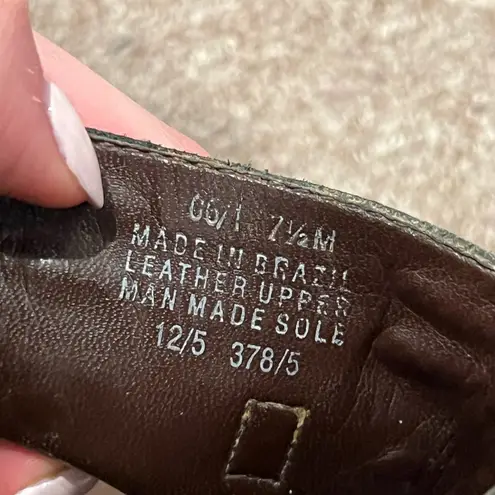 7½M
MADE IN BRAZIL
LEATHER UPPER
MAN MADE SOLE
12/5 378/5